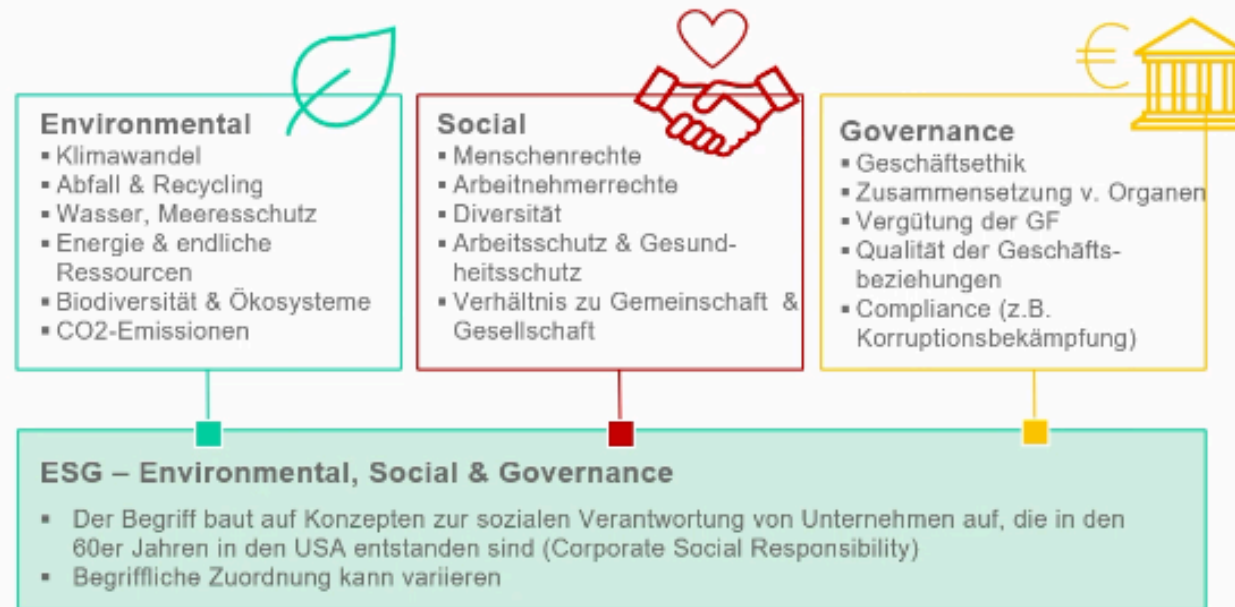 Environmental
▪ Klimawandel
▪ Abfall & Recycling
▪ Wasser, Meeresschutz
▪ Energie & endliche
Ressourcen
▪ Biodiversität & Ökosysteme
▪ CO2-Emissionen
Social
▪ Menschenrechte
▪ Arbeitnehmerrechte
▪ Diversität
▪ Arbeitsschutz & Gesund-
heitsschutz
▪ Verhältnis zu Gemeinschaft &
Gesellschaft
€
Governance
▪ Geschäftsethik
▪ Zusammensetzung v. Organen
▪ Vergütung der GF
▪ Qualität der Geschäfts-
beziehungen
▪ Compliance (z.B.
Korruptionsbekämpfung)
ESG – Environmental, Social & Governance
▪ Der Begriff baut auf Konzepten zur sozialen Verantwortung von Unternehmen auf, die in den
60er Jahren in den USA entstanden sind (Corporate Social Responsibility)
▪ Begriffliche Zuordnung kann variieren